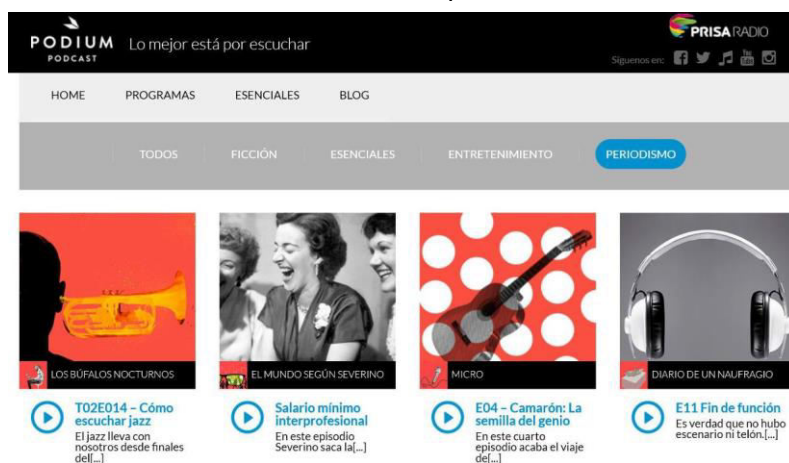 PODIUM
PODCAST
Lo mejor está por escuchar
PRISA RADIO
Síguenos en:
You
Tube
HOME PROGRAMAS ESENCIALES BLOG
TODOS FICCIÓN ESENCIALES ENTRETENIMIENTO PERIODISMO
LOS BÚFALOS NOCTURNOS
T02E014 – Cómo
escuchar jazz
El jazz lleva con
nosotros desde finales
del[...]
EL MUNDO SEGÚN SEVERINO
Salario mínimo
interprofesional
En este episodio
Severino saca la[...]
MICRO
E04 – Camarón: La
semilla del genio
En este cuarto
episodio acaba el viaje
de[...]
DIARIO DE UN NAUFRAGIO
E11 Fin de función
Es verdad que no hubo
escenario ni telón.[...]